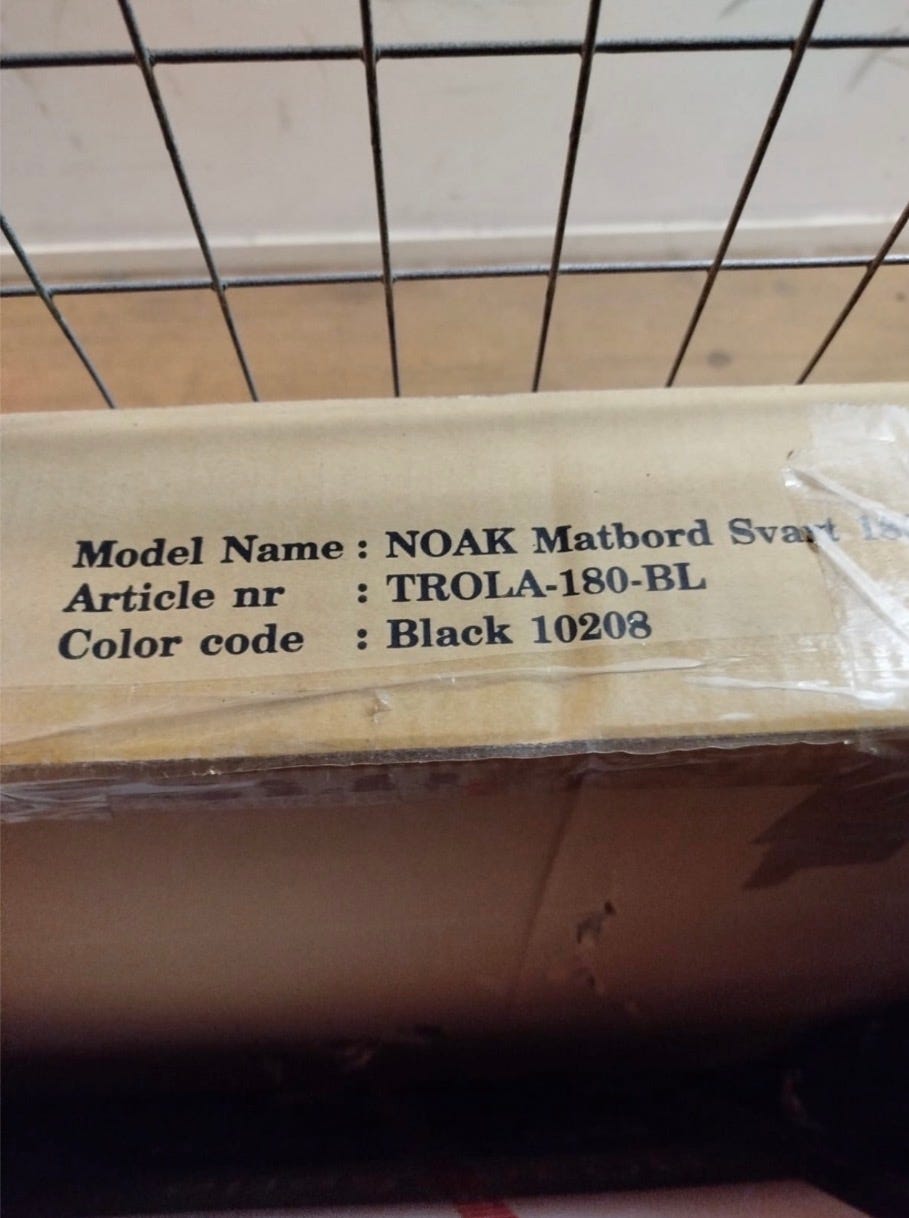 Model Name : NOAK Matbord Svart
Article nr : TROLA-180-BL
Color code : Black 10208